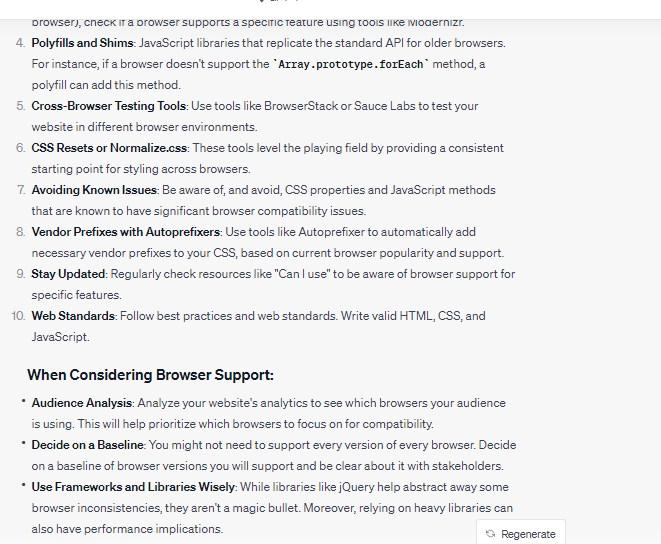 browser), check if a browser supports a specific feature using tools like Modernizr.
4. Polyfills and Shims: JavaScript libraries that replicate the standard API for older browsers.
For instance, if a browser doesn't support the `Array.prototype.forEach` method, a
polyfill can add this method.
5. Cross-Browser Testing Tools: Use tools like BrowserStack or Sauce Labs to test your
website in different browser environments.
6. CSS Resets or Normalize.css: These tools level the playing field by providing a consistent
starting point for styling across browsers.
7. Avoiding Known Issues: Be aware of, and avoid, CSS properties and JavaScript methods
that are known to have significant browser compatibility issues.
8. Vendor Prefixes with Autoprefixers: Use tools like Autoprefixer to automatically add
necessary vendor prefixes to your CSS, based on current browser popularity and support.
9. Stay Updated: Regularly check resources like "Can I use" to be aware of browser support for
specific features.
10. Web Standards: Follow best practices and web standards. Write valid HTML, CSS, and
JavaScript.
When Considering Browser Support:
• Audience Analysis: Analyze your website's analytics to see which browsers your audience
is using. This will help prioritize which browsers to focus on for compatibility.
• Decide on a Baseline: You might not need to support every version of every browser. Decide
on a baseline of browser versions you will support and be clear about it with stakeholders.
• Use Frameworks and Libraries Wisely: While libraries like jQuery help abstract away some
browser inconsistencies, they aren't a magic bullet. Moreover, relying on heavy libraries can
also have performance implications.
Regenerate